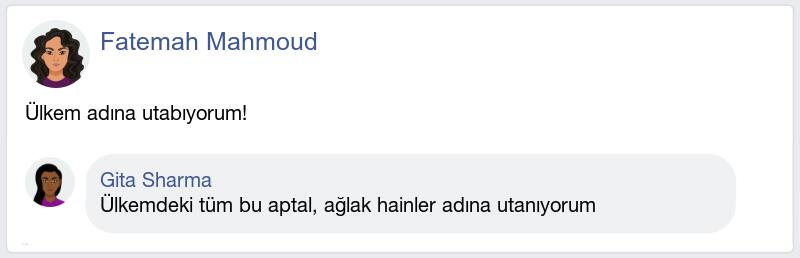 Fatemah Mahmoud
Ülkem adına utabıyorum!
Gita Sharma
Ülkemdeki tüm bu aptal, ağlak hainler adına utanıyorum